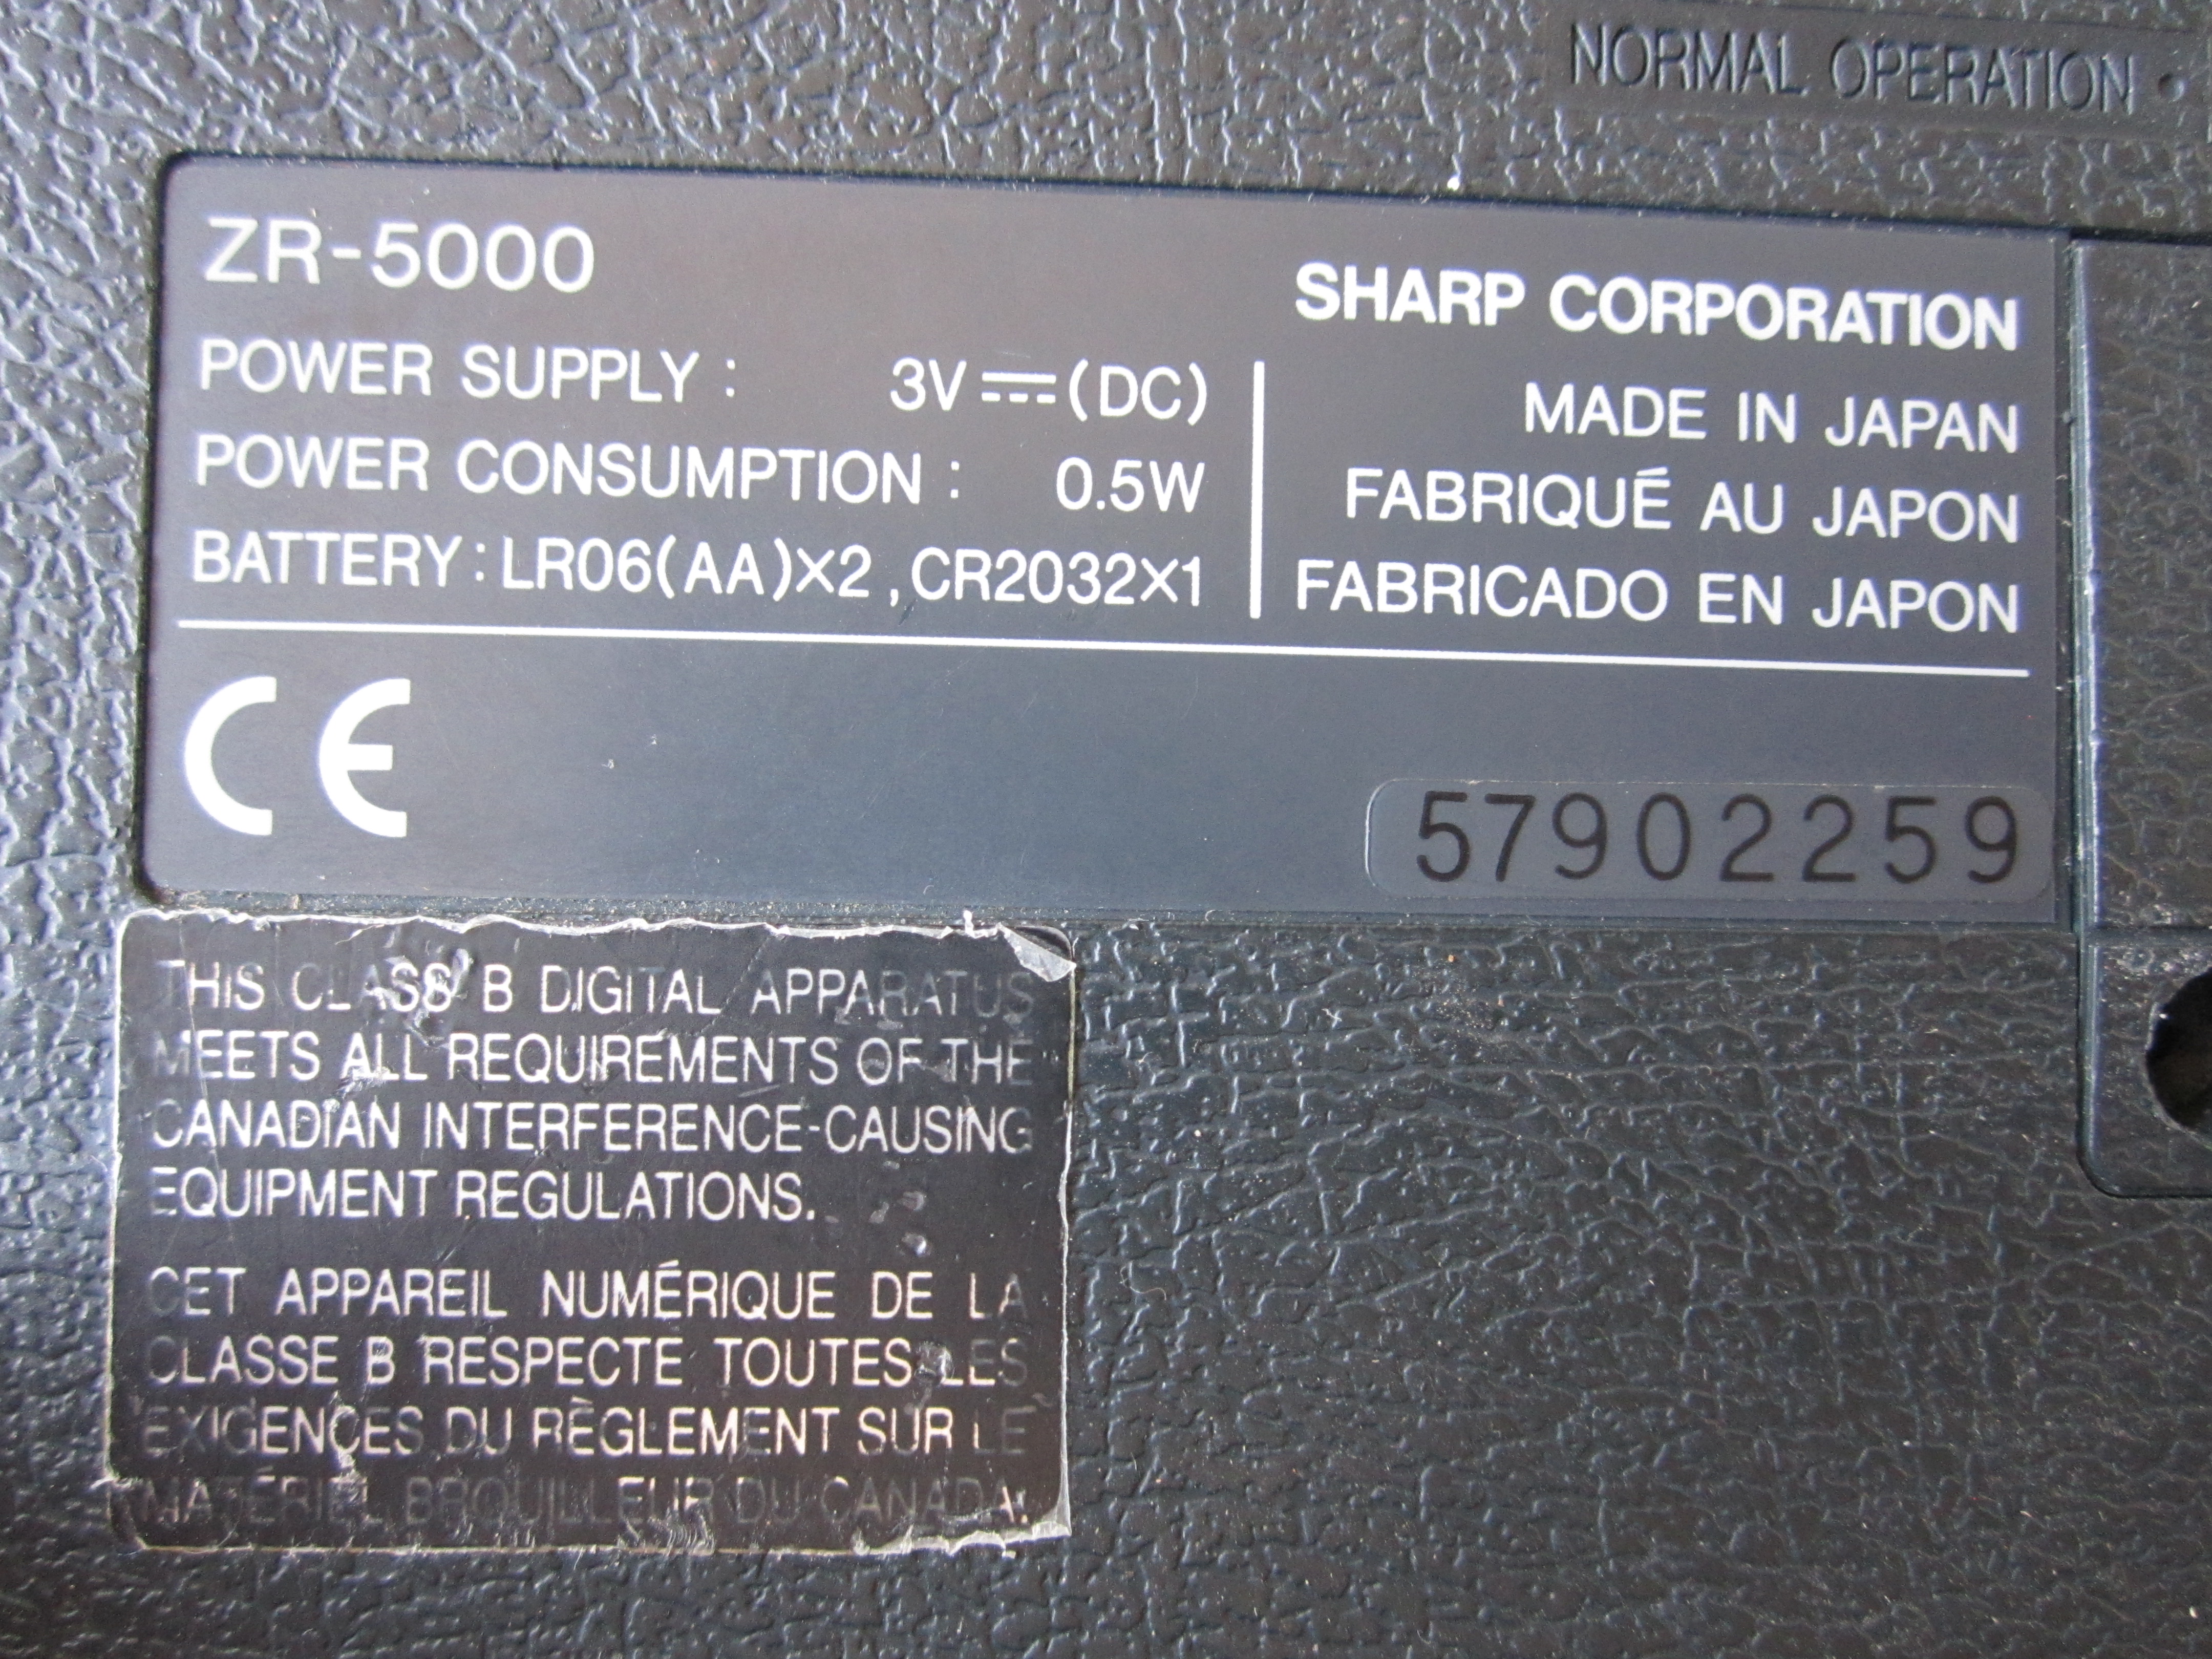 NORMAL OPERATION •
ZR-5000
SHARP CORPORATION
POWER SUPPLY : 3V⎓(DC)
POWER CONSUMPTION : 0.5W
BATTERY:LR06(AA)X2,CR2032X1
MADE IN JAPAN
FABRIQUÉ AU JAPON
FABRICADO EN JAPON
CE
57902259
THIS CLASS B DIGITAL APPARATUS
MEETS ALL REQUIREMENTS OF THE
CANADIAN INTERFERENCE-CAUSING
EQUIPMENT REGULATIONS.
CET APPAREIL NUMÉRIQUE DE LA
CLASSE B RESPECTE TOUTES LES
EXIGENCES DU RÈGLEMENT SUR LE
MATÉRIEL BROUILLEUR DU CANADA.